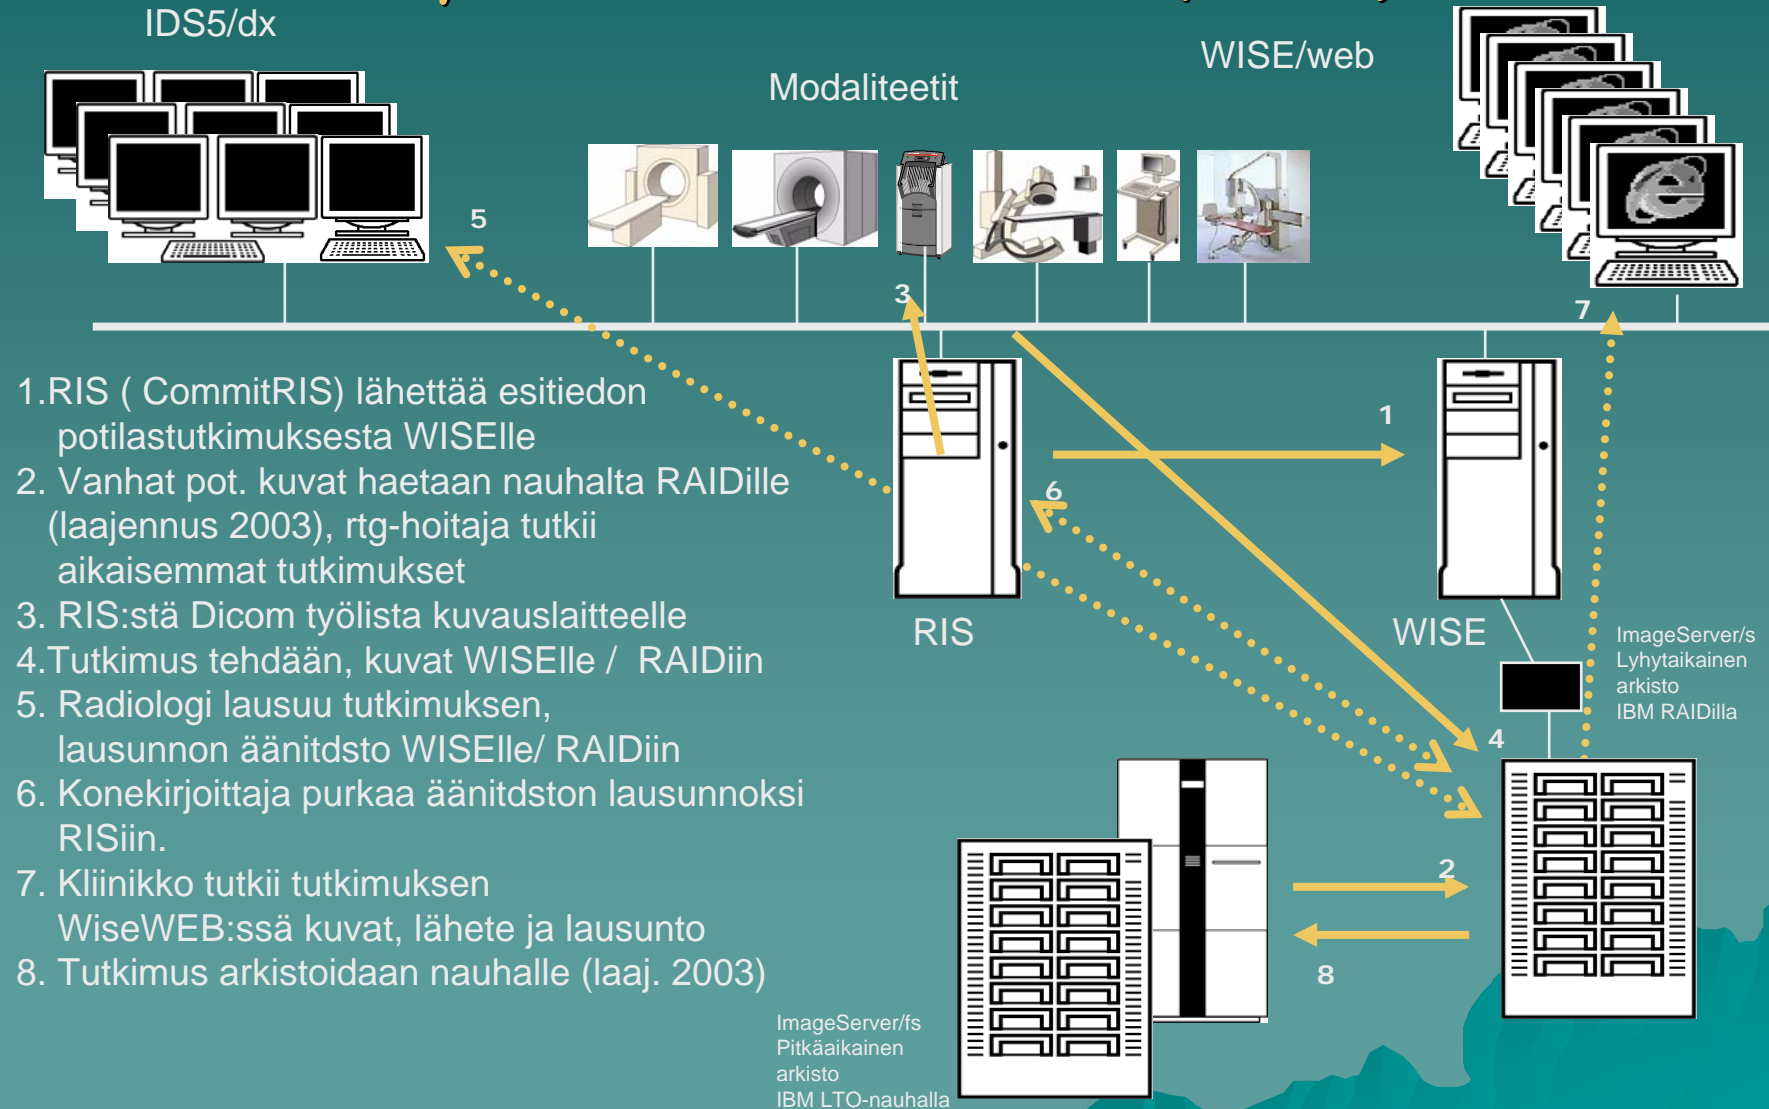 IDS5/dx
Modaliteetit
WISE/web
5
3
7
1.RIS ( CommitRIS) lähettää esitiedon
potilastutkimuksesta WISElle
2. Vanhat pot. kuvat haetaan nauhalta RAIDille
(laajennus 2003), rtg-hoitaja tutkii
aikaisemmat tutkimukset
3. RIS:stä Dicom työlista kuvauslaitteelle
4.Tutkimus tehdään, kuvat WISElle / RAIDiin
5. Radiologi lausuu tutkimuksen,
lausunnon äänitdsto WISElle/ RAIDiin
6. Konekirjoittaja purkaa äänitdston lausunnoksi
RISiin.
7. Kliinikko tutkii tutkimuksen
WiseWEB:ssä kuvat, lähete ja lausunto
8. Tutkimus arkistoidaan nauhalle (laaj. 2003)
1
6
RIS
WISE
ImageServer/s
Lyhytaikainen
arkisto
IBM RAIDilla
4
2
8
ImageServer/fs
Pitkäaikainen
arkisto
IBM LTO-nauhalla